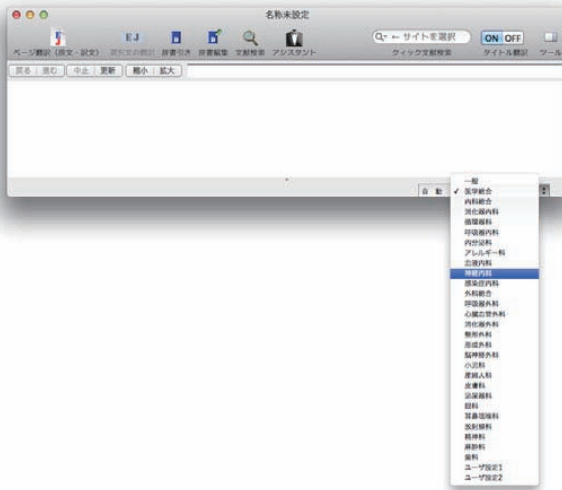 名称未設定
ページ翻訳（原文・訳文） 訳文の翻訳 辞書引き 辞書編集 文献検索 アシスタント
← サイトを選択
クイック文献検索
ON OFF
タイトル翻訳
ツール
戻る 進む 中止 更新 縮小 拡大
自動
一般
✓ 医学総合
内科総合
消化器内科
循環器科
呼吸器内科
内分泌科
アレルギー科
血液内科
神経内科
感染症内科
外科総合
呼吸器外科
心臓血管外科
消化器外科
整形外科
形成外科
脳神経外科
小児科
産婦人科
皮膚科
泌尿器科
眼科
耳鼻咽喉科
放射線科
精神科
麻酔科
歯科
ユーザ設定1
ユーザ設定2